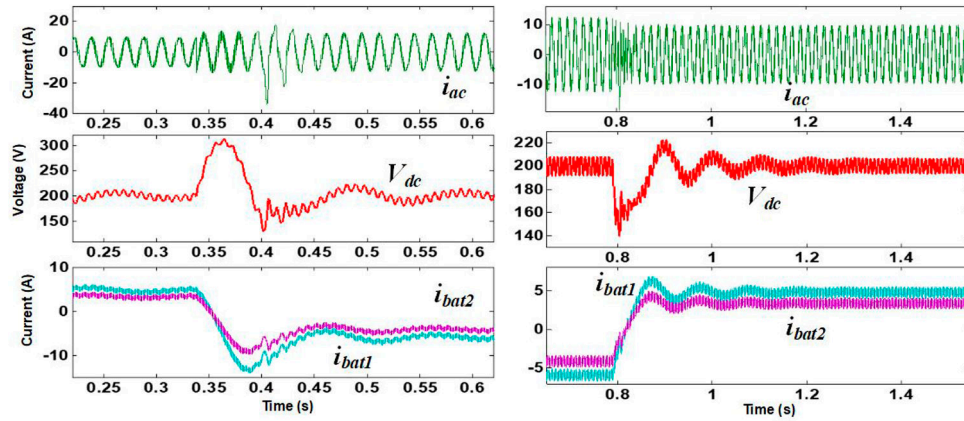 Current (A)
20
0
-20
-40
i_ac
0.25 0.3 0.35 0.4 0.45 0.5 0.55 0.6
Voltage (V)
300
250
200
150
V_dc
0.25 0.3 0.35 0.4 0.45 0.5 0.55 0.6
Current (A)
10
0
-10
i_bat2
i_bat1
0.25 0.3 0.35 0.4 0.45 0.5 0.55 0.6
Time (s)
10
0
-10
i_ac
0.8 1 1.2 1.4
220
200
180
160
140
V_dc
0.8 1 1.2 1.4
5
0
-5
i_bat1
i_bat2
0.8 1 1.2 1.4
Time (s)